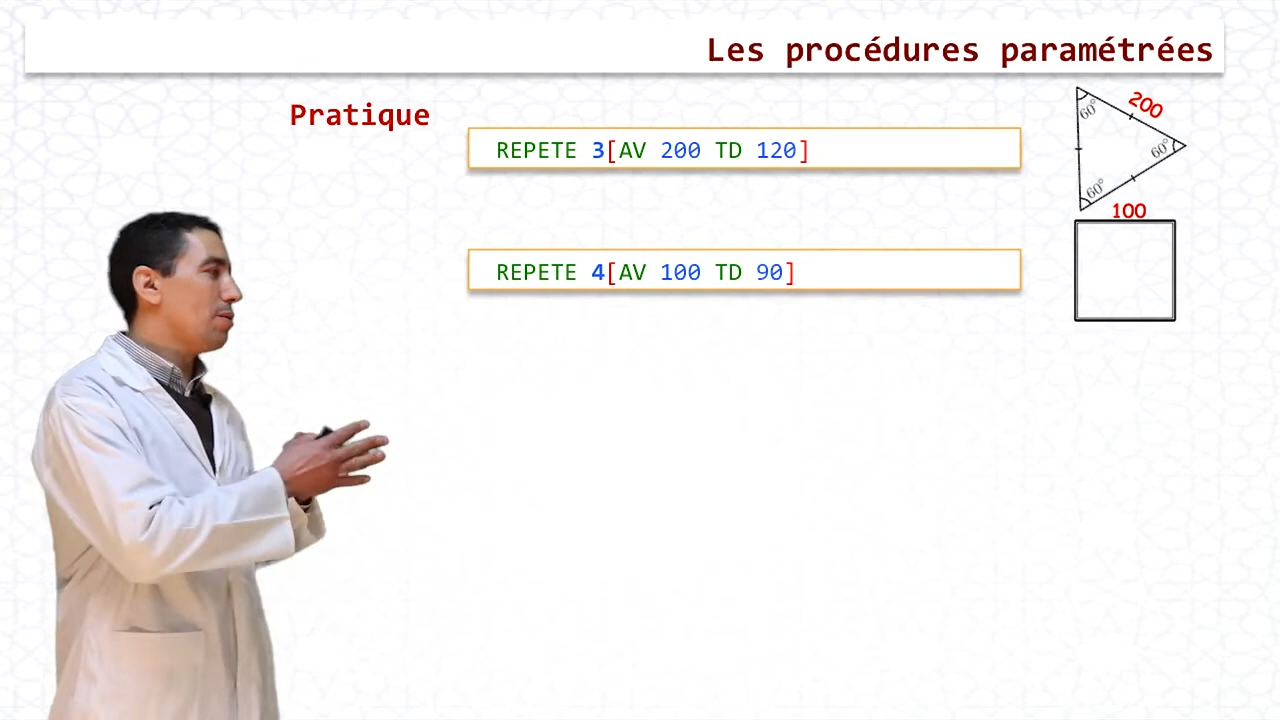 Les procédures paramétrées
Pratique
REPETE 3[AV 200 TD 120]
200
60°
60°
60°
100
REPETE 4[AV 100 TD 90]